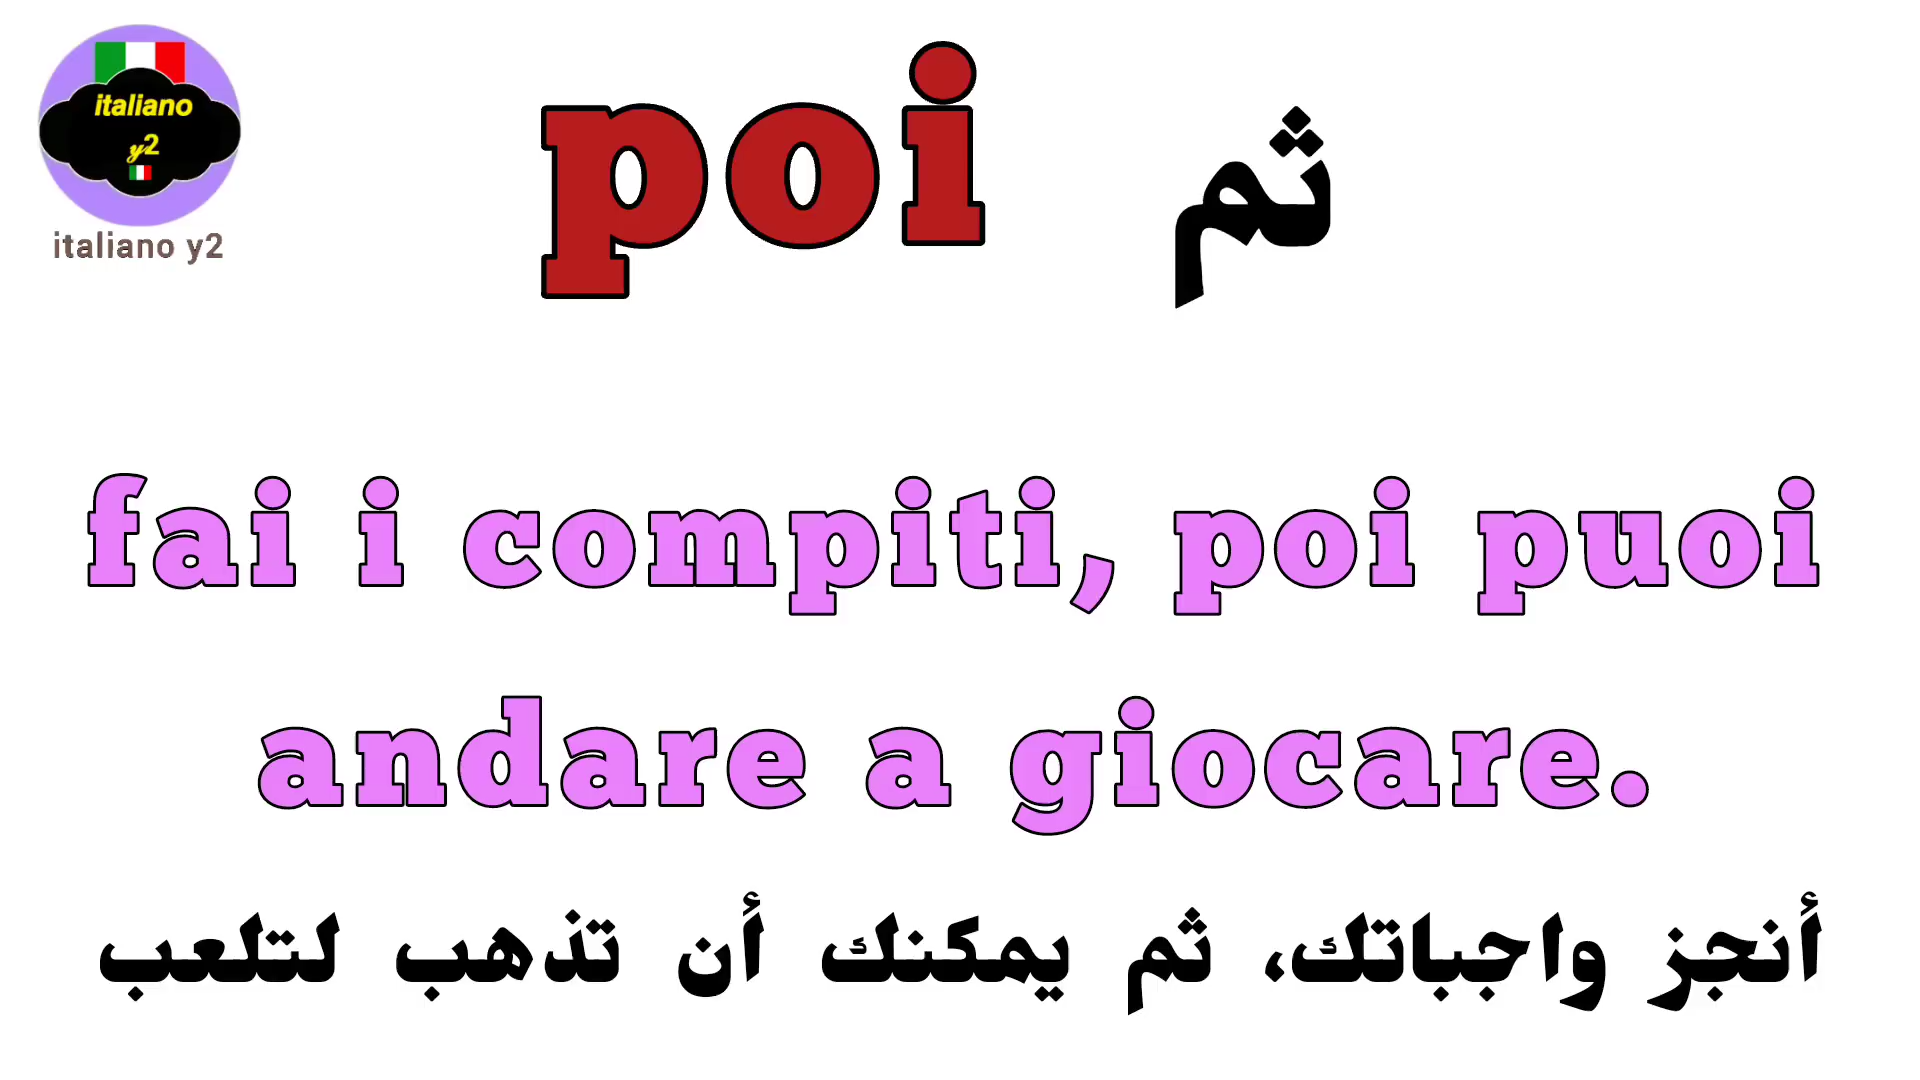 italiano
y2
italiano y2
poi ثم
fai i compiti, poi puoi
andare a giocare.
أنجز واجباتك، ثم يمكنك أن تذهب لتلعب